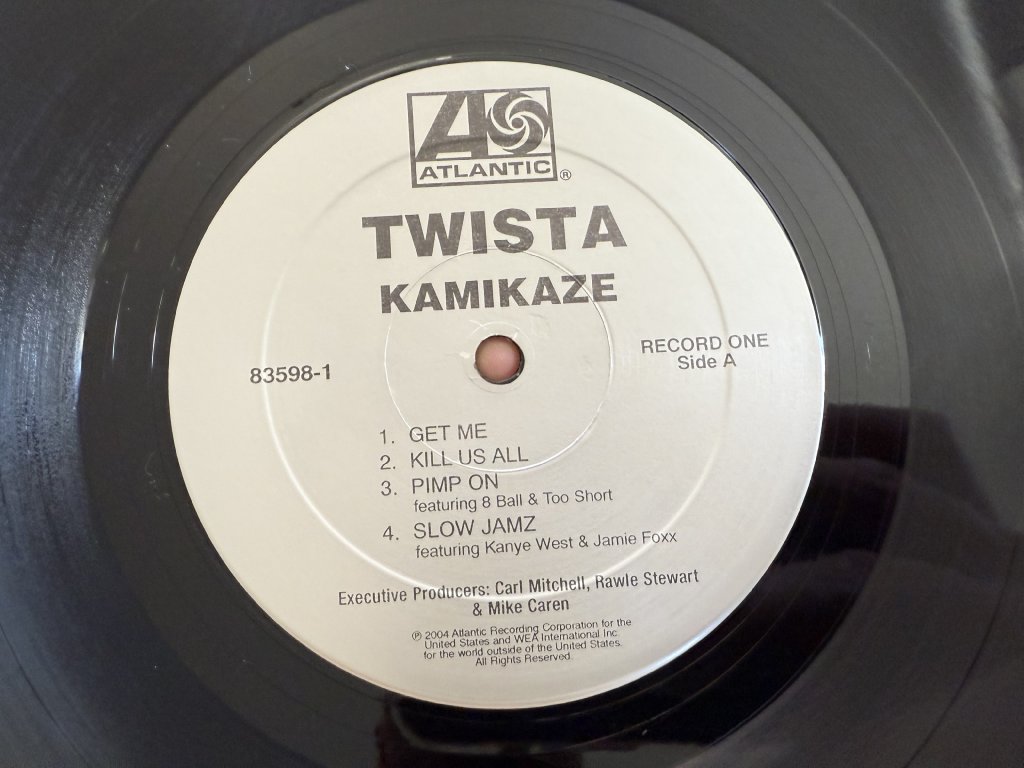 ATLANTIC®
TWISTA
KAMIKAZE
83598-1
RECORD ONE
Side A
1. GET ME
2. KILL US ALL
3. PIMP ON
featuring 8 Ball & Too Short
4. SLOW JAMZ
featuring Kanye West & Jamie Foxx
Executive Producers: Carl Mitchell, Rawle Stewart
& Mike Caren
℗ 2004 Atlantic Recording Corporation for the
United States and WEA International Inc.
for the world outside of the United States.
All Rights Reserved.